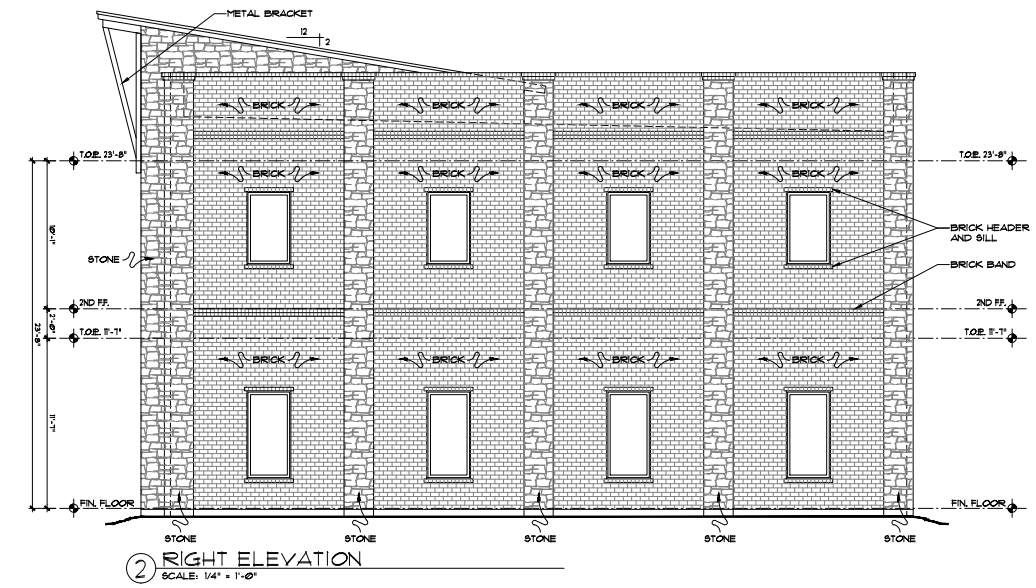 METAL BRACKET
12
2
BRICK BRICK BRICK BRICK
T.O.P. 23'-8" T.O.P. 23'-8"
BRICK BRICK BRICK BRICK
10'-1"
BRICK HEADER
AND SILL
STONE
BRICK BAND
2ND F.F. 2ND F.F.
2'-0"
23'-8"
T.O.P. 11'-7" T.O.P. 11'-7"
BRICK BRICK BRICK BRICK
11'-7"
FIN. FLOOR FIN. FLOOR
STONE STONE STONE STONE STONE
2 RIGHT ELEVATION
SCALE: 1/4" = 1'-0"